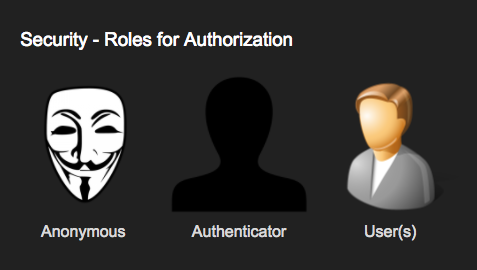 Security - Roles for Authorization
Anonymous
Authenticator
User(s)